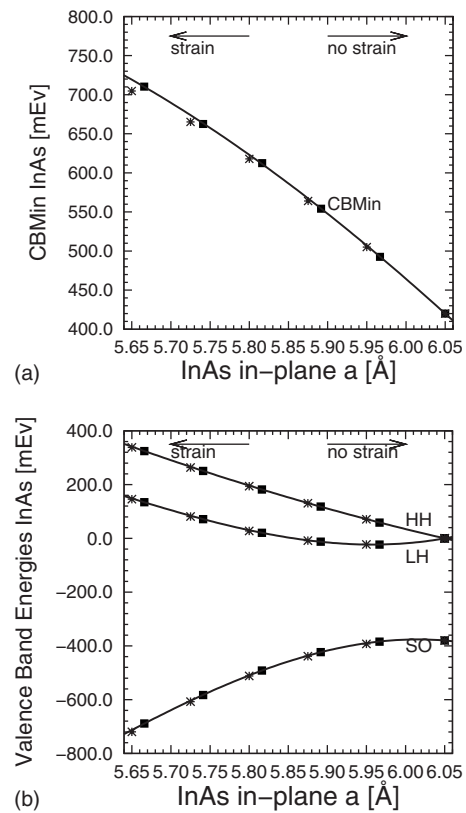 800.0
strain
no strain
750.0
700.0
650.0
600.0
550.0
500.0
450.0
400.0
CBMin InAs [mEv]
CBMin
5.65 5.70 5.75 5.80 5.85 5.90 5.95 6.00 6.05
InAs in-plane a [Å]
(a)
400.0
strain
no strain
200.0
0.0
−200.0
−400.0
−600.0
−800.0
Valence Band Energies InAs [mEv]
HH
LH
SO
5.65 5.70 5.75 5.80 5.85 5.90 5.95 6.00 6.05
InAs in-plane a [Å]
(b)